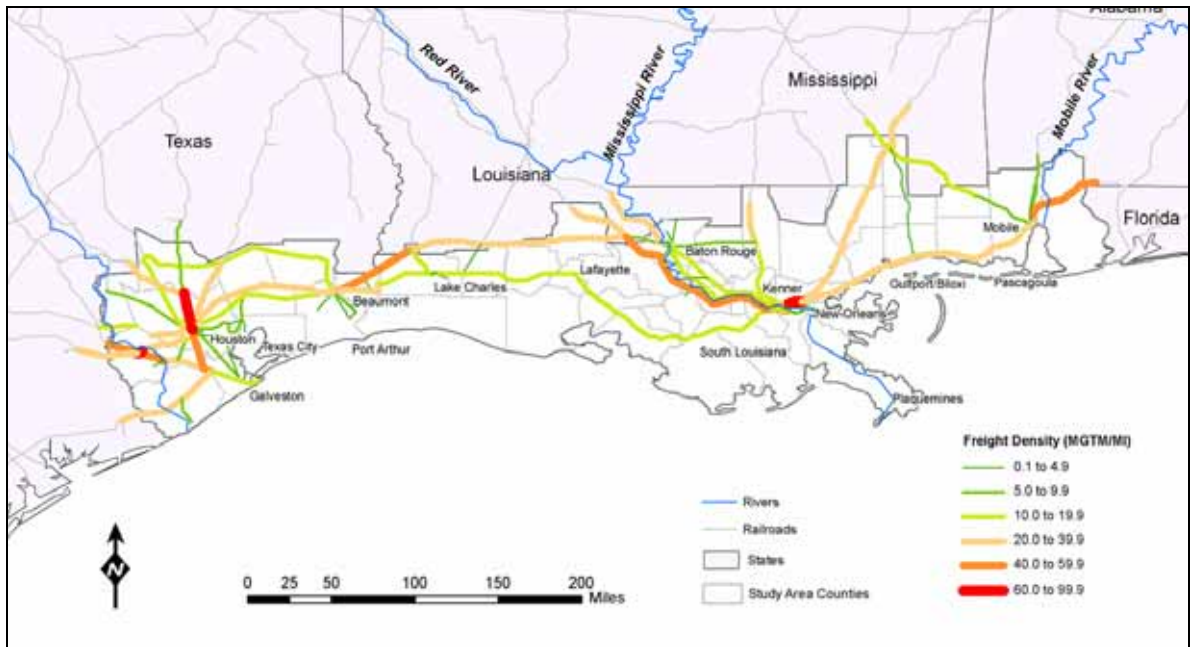 Alabama
Red River
Mississippi River
Mississippi
Mobile River
Texas
Louisiana
Florida
Mobile
Baton Rouge
Lafayette
Kenner
Gulfport/Biloxi
Pascagoula
Lake Charles
Beaumont
New Orleans
Houston
Texas City
Port Arthur
South Louisiana
Galveston
Plaquemines
Freight Density (MGTM/MI)
0.1 to 4.9
5.0 to 9.9
10.0 to 19.9
20.0 to 39.9
40.0 to 59.9
60.0 to 99.9
Rivers
Railroads
States
Study Area Counties
N
0 25 50 100 150 200
Miles